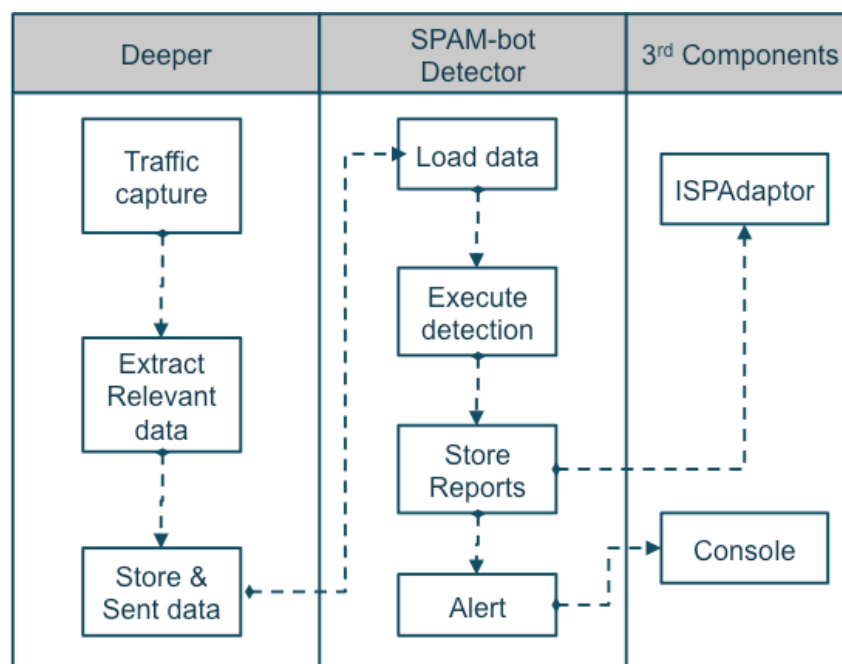 Deeper
SPAM-bot
Detector
3rd Components
Traffic
capture
Extract
Relevant
data
Store &
Sent data
Load data
Execute
detection
Store
Reports
Alert
ISPAdaptor
Console